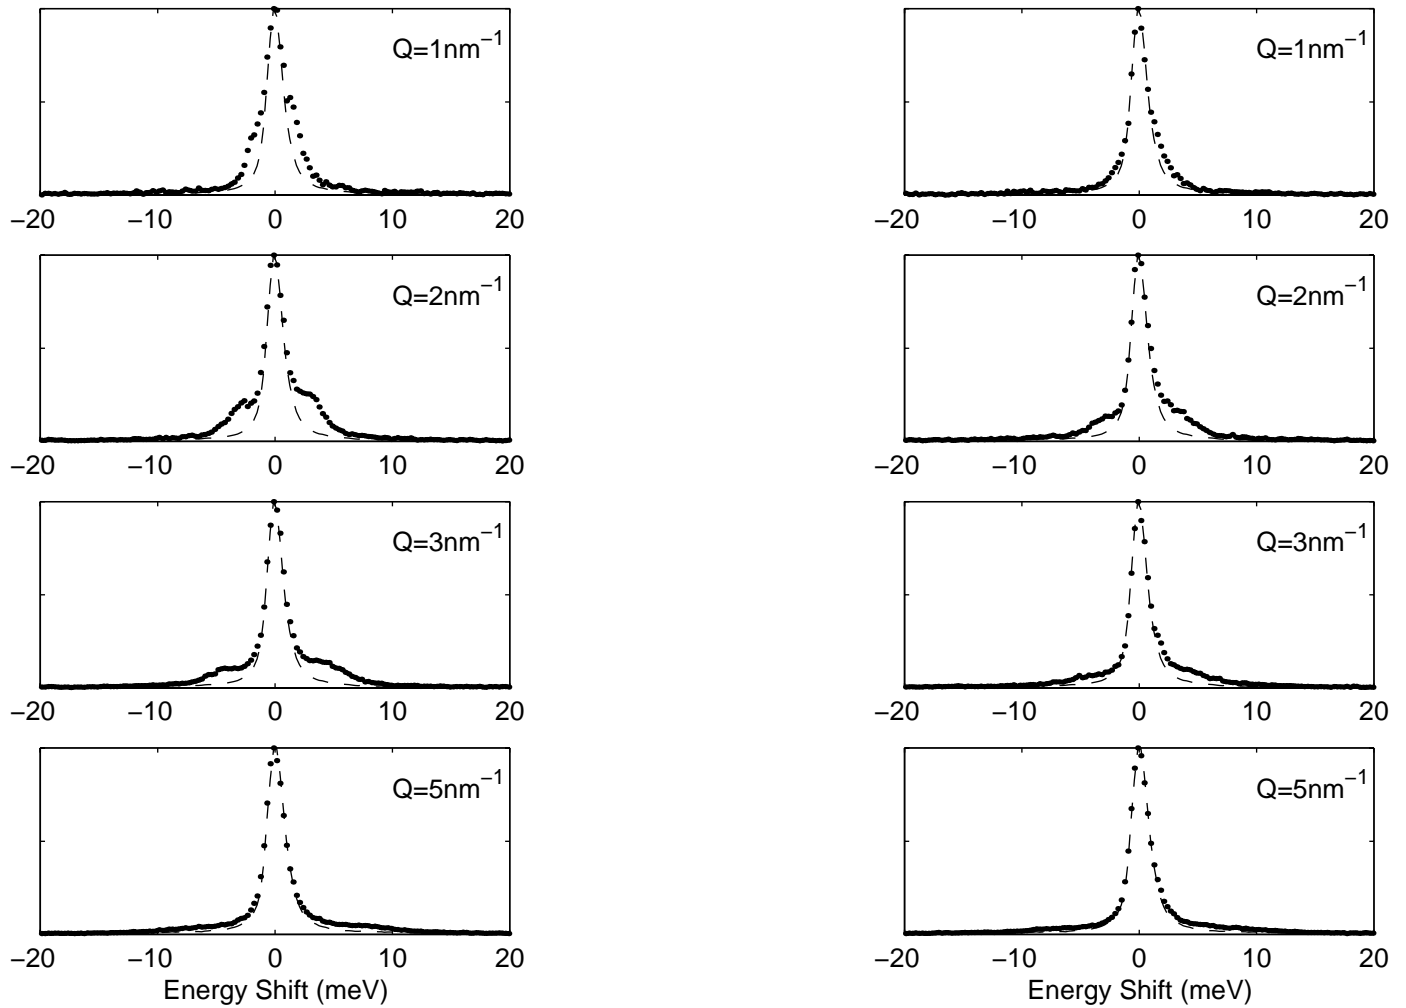 Q=1nm⁻¹ Q=1nm⁻¹
−20 −10 0 10 20 −20 −10 0 10 20
Q=2nm⁻¹ Q=2nm⁻¹
−20 −10 0 10 20 −20 −10 0 10 20
Q=3nm⁻¹ Q=3nm⁻¹
−20 −10 0 10 20 −20 −10 0 10 20
Q=5nm⁻¹ Q=5nm⁻¹
−20 −10 0 10 20 −20 −10 0 10 20
Energy Shift (meV) Energy Shift (meV)